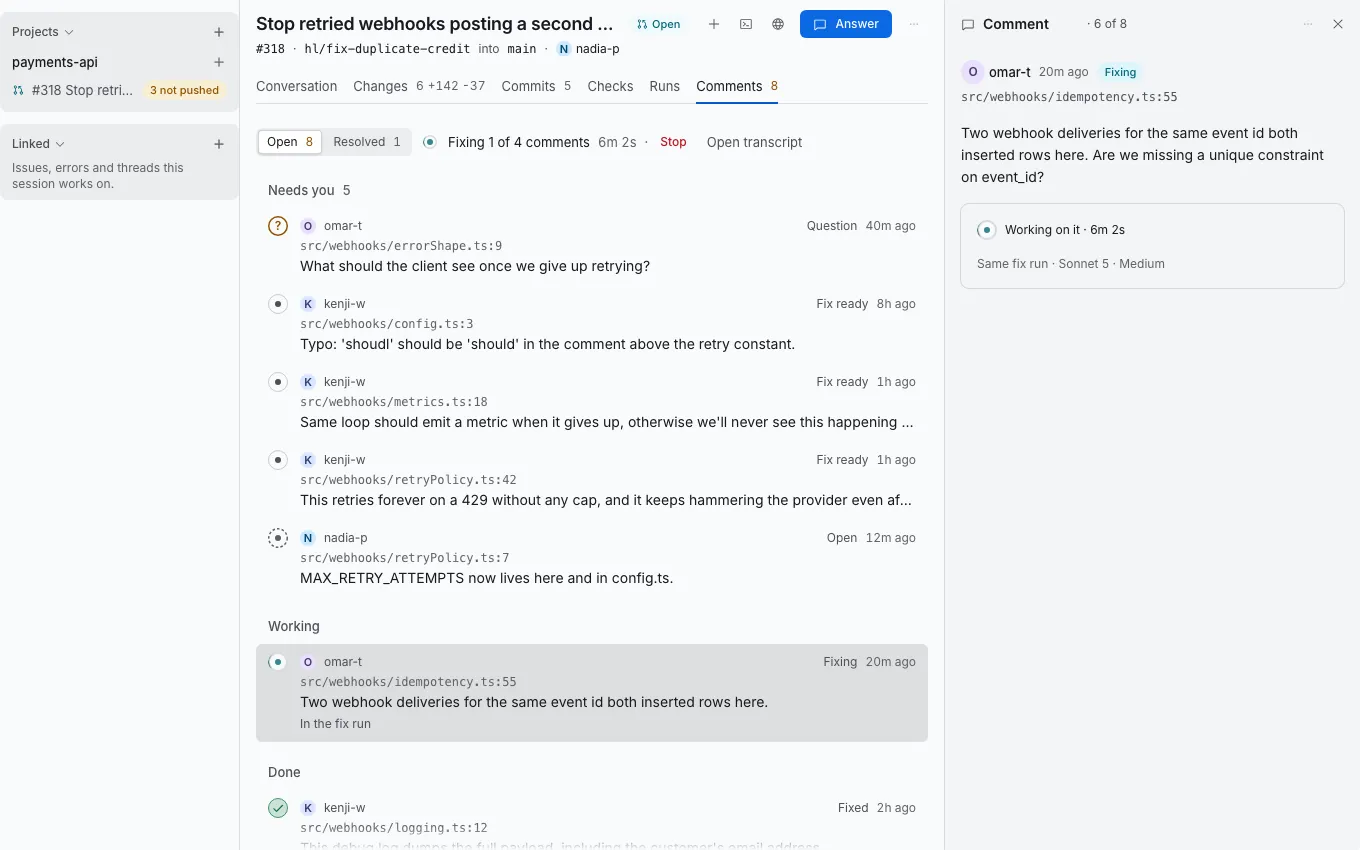 Projects
payments-api
#318 Stop retri... 3 not pushed
Linked
Issues, errors and threads this
session works on.
Stop retried webhooks posting a second ... Open
Answer
#318 · hl/fix-duplicate-credit into main · N nadia-p
Conversation Changes 6 +142 -37 Commits 5 Checks Runs Comments 8
Open 8 Resolved 1 Fixing 1 of 4 comments 6m 2s · Stop Open transcript
Needs you 5
? O omar-t Question 40m ago
src/webhooks/errorShape.ts:9
What should the client see once we give up retrying?
K kenji-w Fix ready 8h ago
src/webhooks/config.ts:3
Typo: 'shoudl' should be 'should' in the comment above the retry constant.
K kenji-w Fix ready 1h ago
src/webhooks/metrics.ts:18
Same loop should emit a metric when it gives up, otherwise we'll never see this happening ...
K kenji-w Fix ready 1h ago
src/webhooks/retryPolicy.ts:42
This retries forever on a 429 without any cap, and it keeps hammering the provider even af...
N nadia-p Open 12m ago
src/webhooks/retryPolicy.ts:7
MAX_RETRY_ATTEMPTS now lives here and in config.ts.
Working
O omar-t Fixing 20m ago
src/webhooks/idempotency.ts:55
Two webhook deliveries for the same event id both inserted rows here.
In the fix run
Done
K kenji-w Fixed 2h ago
src/webhooks/logging.ts:12
This debug log dumps the full payload, including the customer's email address.
Comment · 6 of 8
O omar-t 20m ago Fixing
src/webhooks/idempotency.ts:55
Two webhook deliveries for the same event id both
inserted rows here. Are we missing a unique constraint
on event_id?
Working on it · 6m 2s
Same fix run · Sonnet 5 · Medium